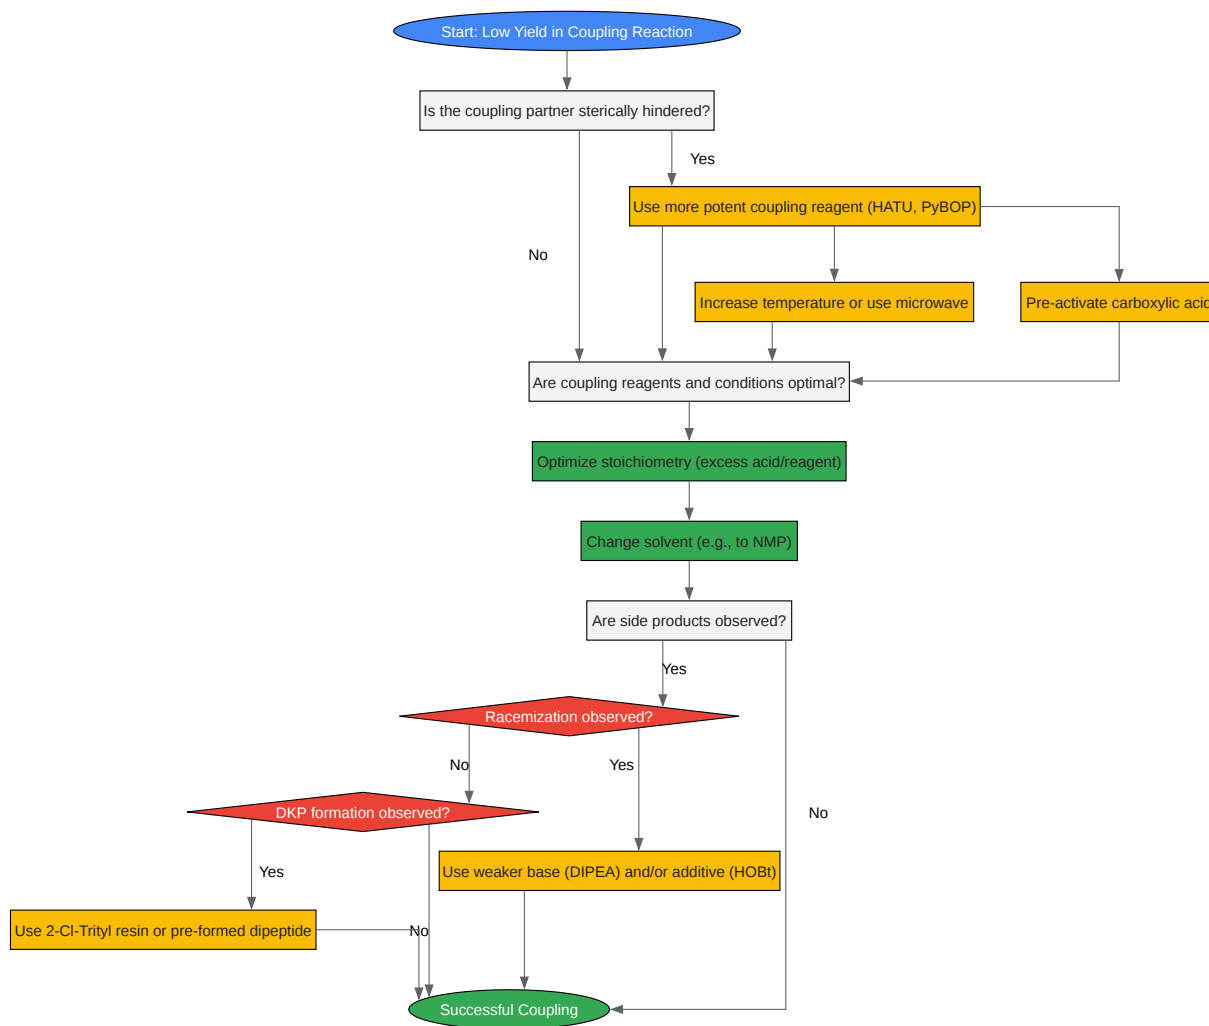 Start: Low Yield in Coupling Reaction
Is the coupling partner sterically hindered?
Yes
Use more potent coupling reagent (HATU, PyBOP)
No
Increase temperature or use microwave
Pre-activate carboxylic acid
Are coupling reagents and conditions optimal?
Optimize stoichiometry (excess acid/reagent)
Change solvent (e.g., to NMP)
Are side products observed?
Yes
Racemization observed?
No
Yes
DKP formation observed?
No
Yes
Use weaker base (DIPEA) and/or additive (HOBt)
Use 2-Cl-Trityl resin or pre-formed dipeptide
No
Successful Coupling